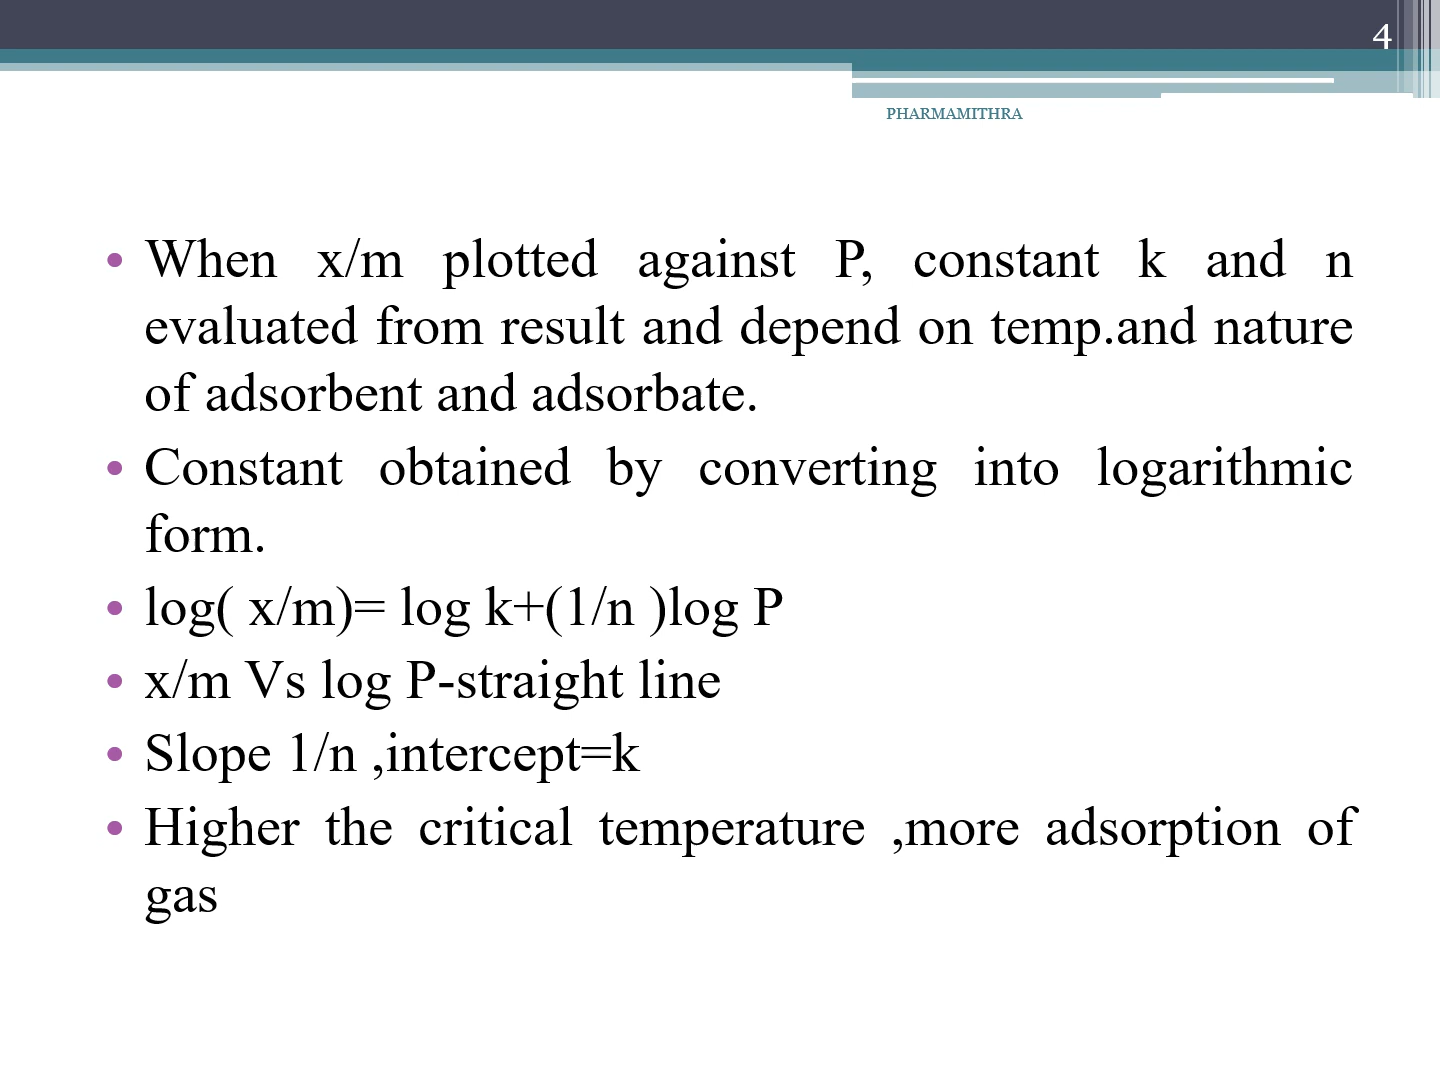 4
PHARMAMITHRA
• When x/m plotted against P, constant k and n
evaluated from result and depend on temp.and nature
of adsorbent and adsorbate.
• Constant obtained by converting into logarithmic
form.
• log( x/m)= log k+(1/n )log P
• x/m Vs log P-straight line
• Slope 1/n ,intercept=k
• Higher the critical temperature ,more adsorption of
gas